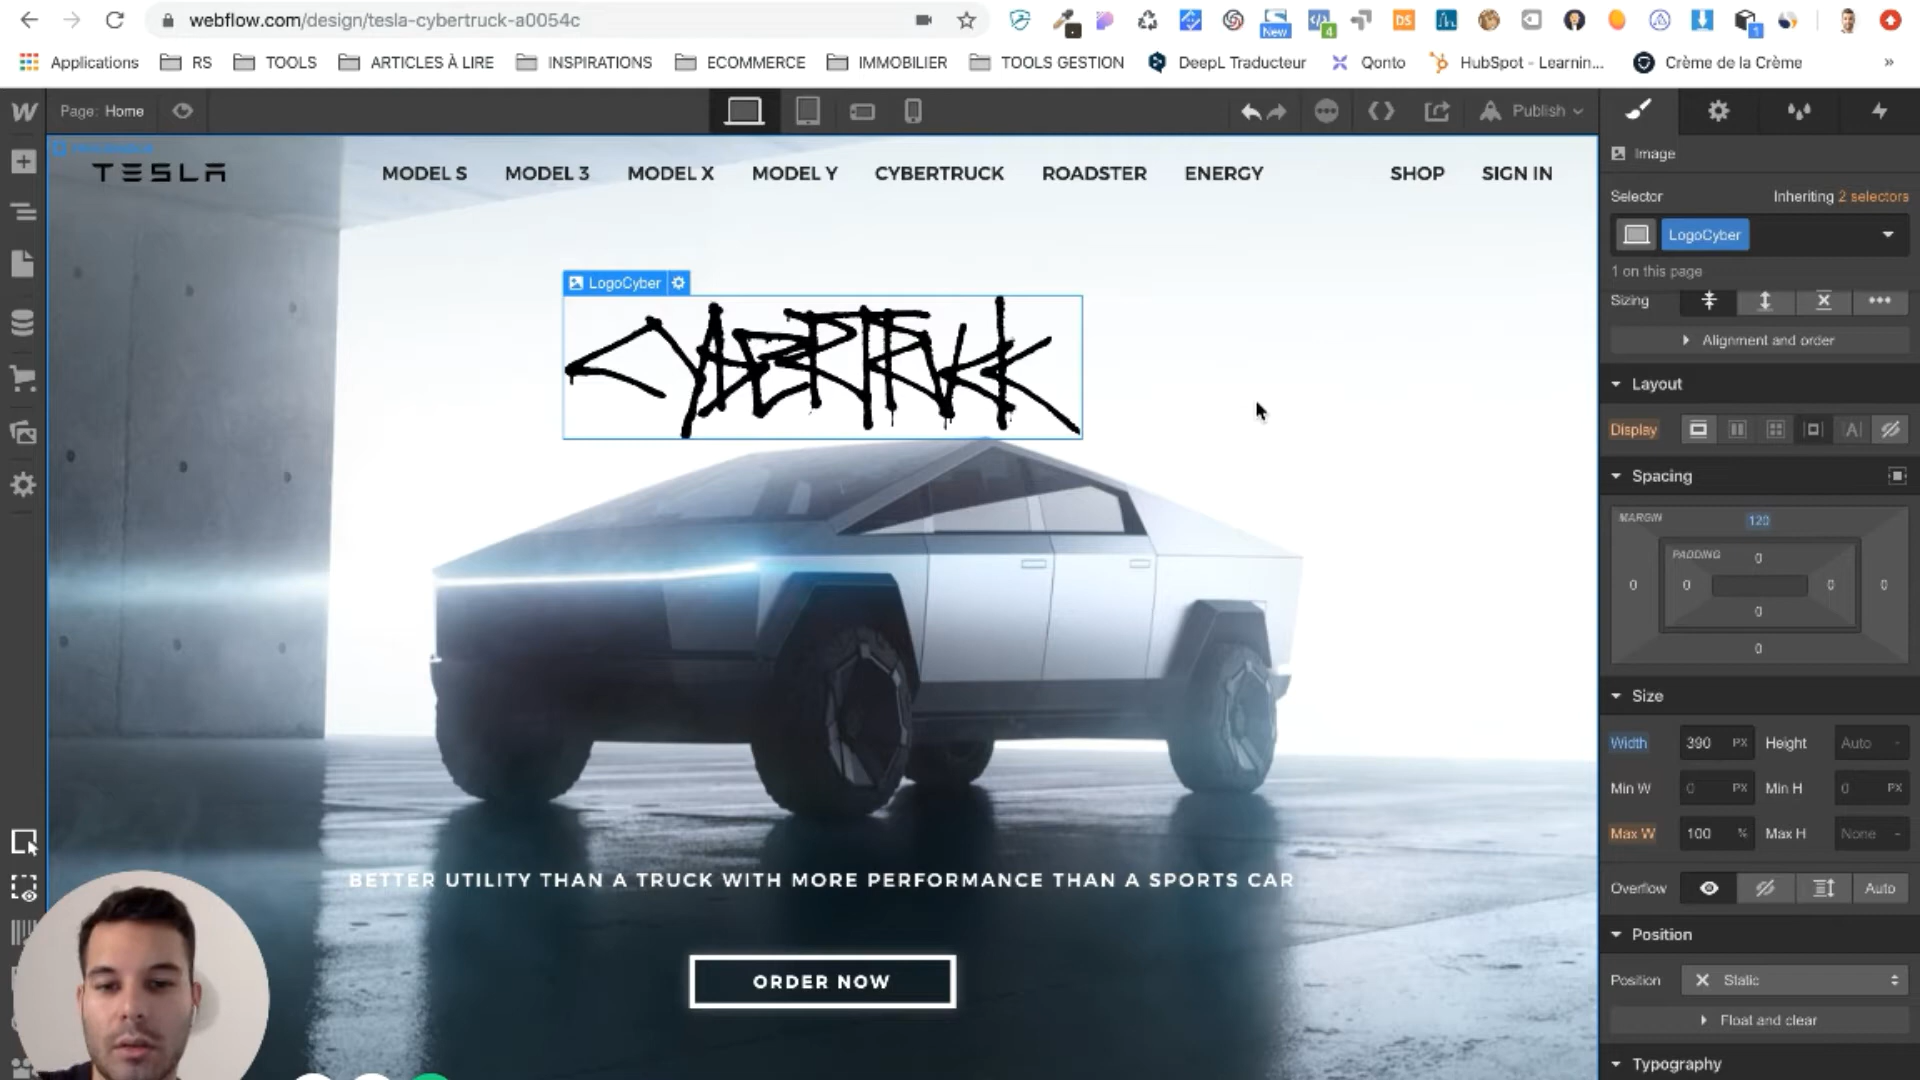 webflow.com/design/tesla-cybertruck-a0054c
New
4
DS
1
Applications
RS
TOOLS
ARTICLES À LIRE
INSPIRATIONS
ECOMMERCE
IMMOBILIER
TOOLS GESTION
DeepL Traducteur
Qonto
HubSpot - Learnin...
Crème de la Crème
»
Page: Home
Publish
TESLA
MODEL S
MODEL 3
MODEL X
MODEL Y
CYBERTRUCK
ROADSTER
ENERGY
SHOP
SIGN IN
LogoCyber
CYBERTRUCK
BETTER UTILITY THAN A TRUCK WITH MORE PERFORMANCE THAN A SPORTS CAR
ORDER NOW
Image
Selector
Inheriting 2 selectors
LogoCyber
1 on this page
Sizing
Alignment and order
Layout
Display
Spacing
MARGIN
120
PADDING
0
0 0 0 0
0
0
Size
Width 390 PX Height Auto -
Min W 0 PX Min H 0 PX
Max W 100 % Max H None -
Overflow Auto
Position
Position Static
Float and clear
Typography